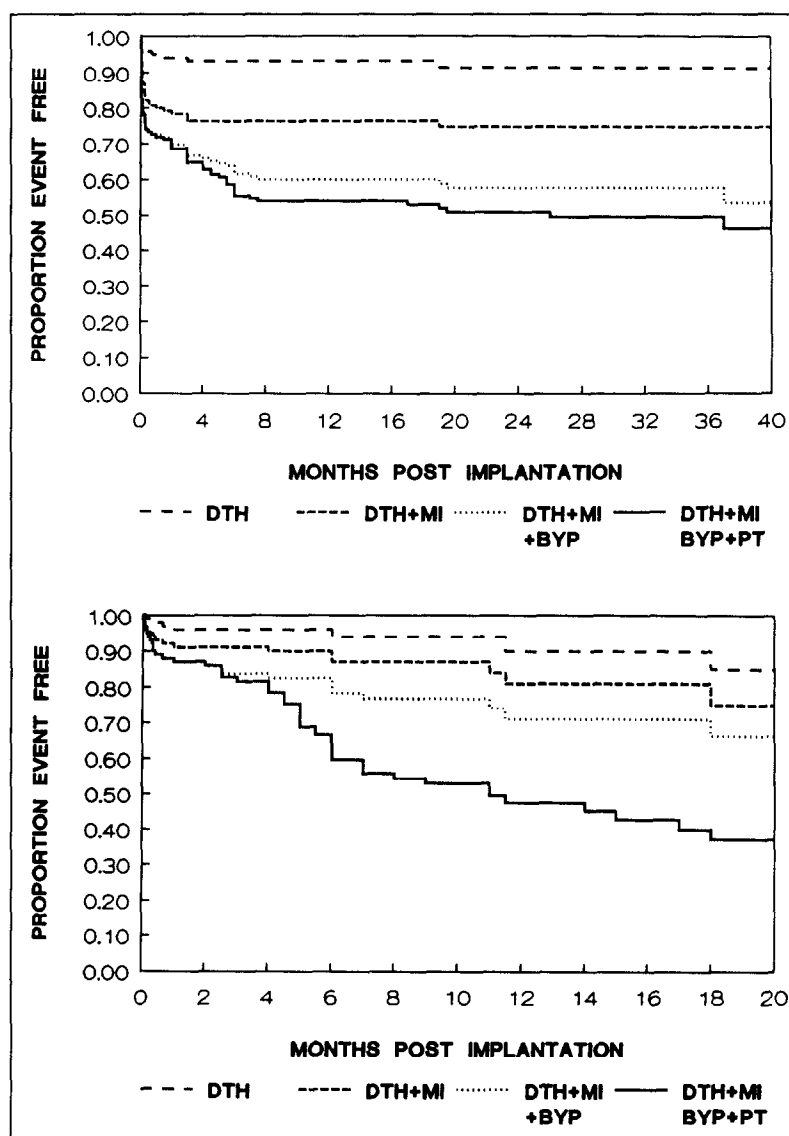 PROPORTION EVENT FREE
1.00
0.90
0.80
0.70
0.60
0.50
0.40
0.30
0.20
0.10
0.00
0 4 8 12 16 20 24 28 32 36 40
MONTHS POST IMPLANTATION
DTH DTH+MI DTH+MI DTH+MI
+BYP BYP+PT
PROPORTION EVENT FREE
1.00
0.90
0.80
0.70
0.60
0.50
0.40
0.30
0.20
0.10
0.00
0 2 4 6 8 10 12 14 16 18 20
MONTHS POST IMPLANTATION
DTH DTH+MI DTH+MI DTH+MI
+BYP BYP+PT